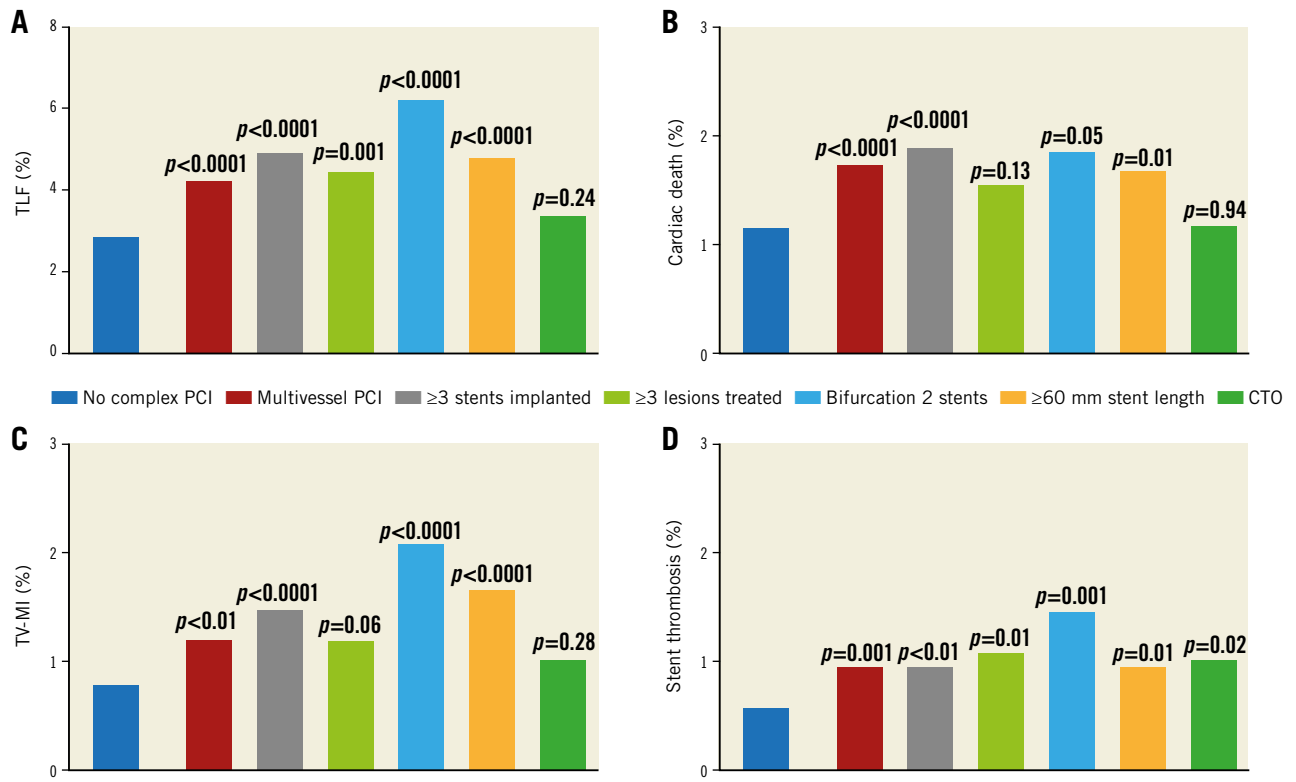 A
TLF (%)
8
6
4
2
0
p<0.0001
p<0.0001
p=0.001
p<0.0001
p<0.0001
p=0.24
B
Cardiac death (%)
3
2
1
0
p<0.0001
p<0.0001
p=0.13
p=0.05
p=0.01
p=0.94
No complex PCI Multivessel PCI ≥3 stents implanted ≥3 lesions treated Bifurcation 2 stents ≥60 mm stent length CTO
C
TV-MI (%)
3
2
1
0
p<0.01
p<0.0001
p=0.06
p<0.0001
p<0.0001
p=0.28
D
Stent thrombosis (%)
3
2
1
0
p=0.001
p<0.01
p=0.01
p=0.001
p=0.01
p=0.02